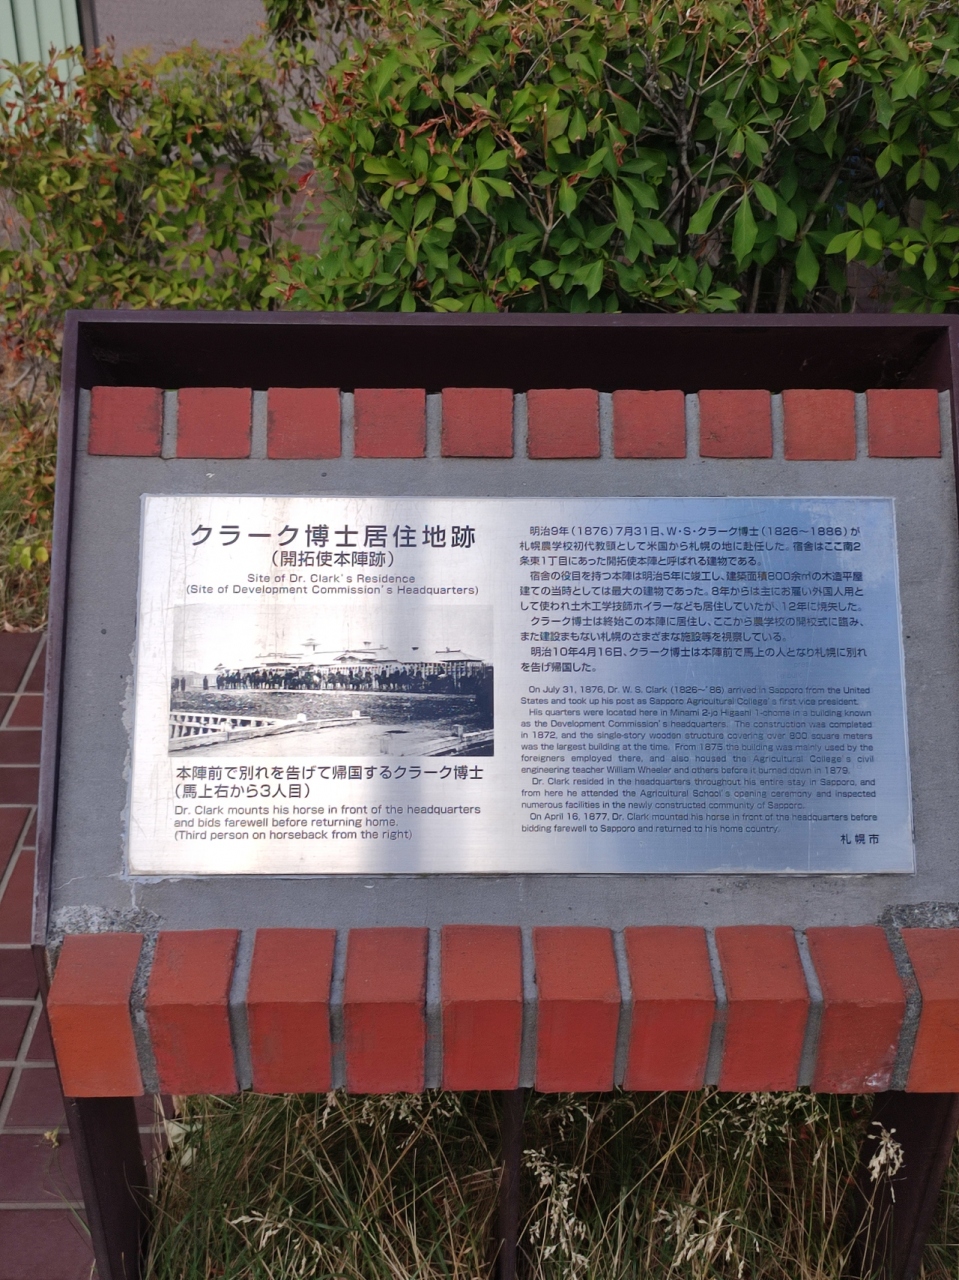 クラーク博士居住地跡
(開拓使本陣跡)
Site of Dr. Clark's Residence
(Site of Development Commission's Headquarters)
本陣前で別れを告げて帰国するクラーク博士
(馬上右から3人目)
Dr. Clark mounts his horse in front of the headquarters
and bids farewell before returning home.
(Third person on horseback from the right)
明治9年(1876)7月31日、W・S・クラーク博士(1826~1886)が
札幌農学校初代教頭として米国から札幌の地に赴任した。宿舎はここ南2
条東1丁目にあった開拓使本陣と呼ばれる建物である。
宿舎の役目を持つ本陣は明治5年に竣工し、建築面積800余㎡の木造平屋
建ての当時としては最大の建物であった。8年からは主にお雇い外国人用と
して使われ土木工学技師ホイラーなども居住していたが、12年に焼失した。
クラーク博士は終始この本陣に居住し、ここから農学校の開校式に臨み、
また建設まもない札幌のさまざまな施設等を視察している。
明治10年4月16日、クラーク博士は本陣前で馬上の人となり札幌に別れ
を告げ帰国した。
On July 31, 1876, Dr. W. S. Clark (1826~'86) arrived in Sapporo from the United
States and took up his post as Sapporo Agricultural College's first vice president.
His quarters were located here in Minami 2-jo Higashi 1-chome in a building known
as the Development Commission's headquarters. The construction was completed
in 1872, and the single-story wooden structure covering over 800 square meters
was the largest building at the time. From 1875 the building was mainly used by the
foreigners employed there, and also housed the Agricultural College's civil
engineering teacher William Wheeler and others before it burned down in 1879.
Dr. Clark resided in the headquarters throughout his entire stay in Sapporo, and
from here he attended the Agricultural School's opening ceremony and inspected
numerous facilities in the newly constructed community of Sapporo.
On April 16, 1877, Dr. Clark mounted his horse in front of the headquarters before
bidding farewell to Sapporo and returned to his home country.
札幌市